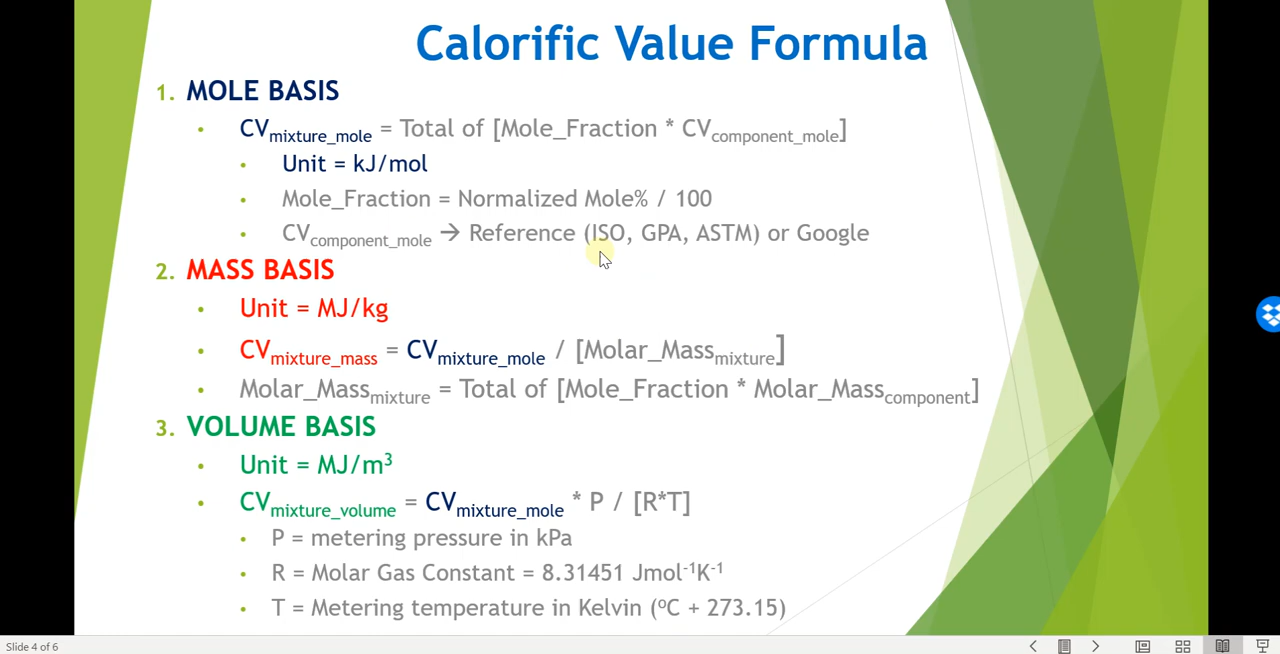 Calorific Value Formula
1. MOLE BASIS
• CVmixture_mole = Total of [Mole_Fraction * CVcomponent_mole]
• Unit = kJ/mol
• Mole_Fraction = Normalized Mole% / 100
• CVcomponent_mole → Reference (ISO, GPA, ASTM) or Google
2. MASS BASIS
• Unit = MJ/kg
• CVmixture_mass = CVmixture_mole / [Molar_Massmixture]
• Molar_Massmixture = Total of [Mole_Fraction * Molar_Masscomponent]
3. VOLUME BASIS
• Unit = MJ/m³
• CVmixture_volume = CVmixture_mole * P / [R*T]
• P = metering pressure in kPa
• R = Molar Gas Constant = 8.31451 Jmol⁻¹K⁻¹
• T = Metering temperature in Kelvin (⁰C + 273.15)
Slide 4 of 6